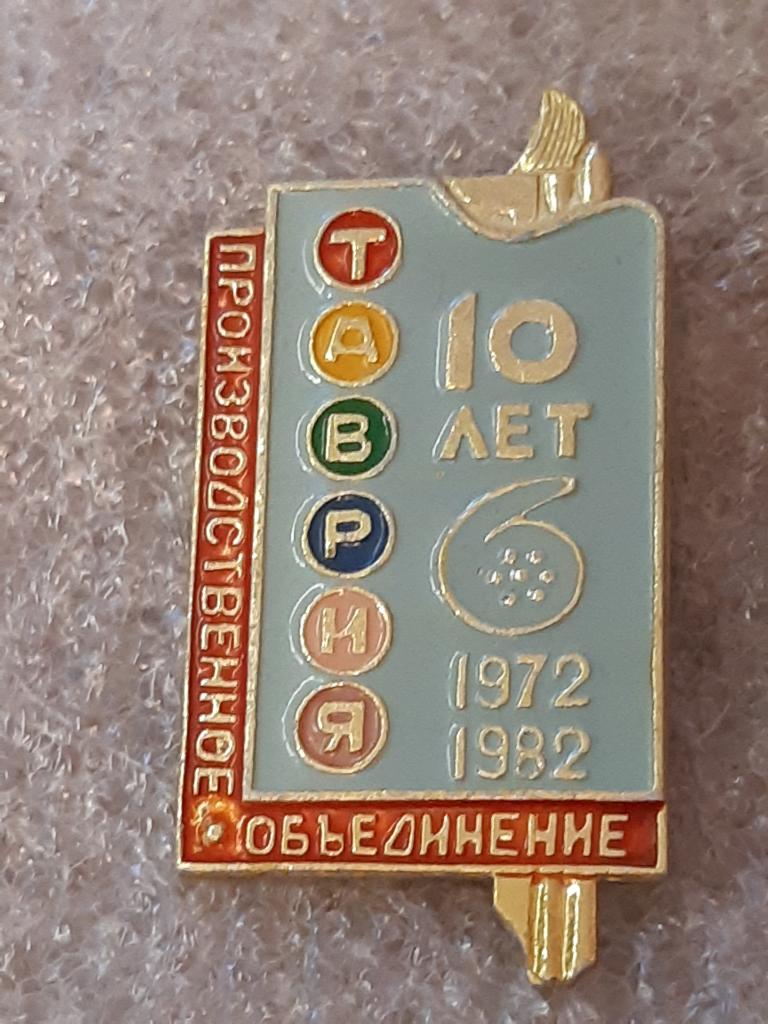 ПРОИЗВОДСТВЕННОЕ
ОБЪЕДИНЕНИЕ
ТАВРИЯ
10
ЛЕТ
1972
1982